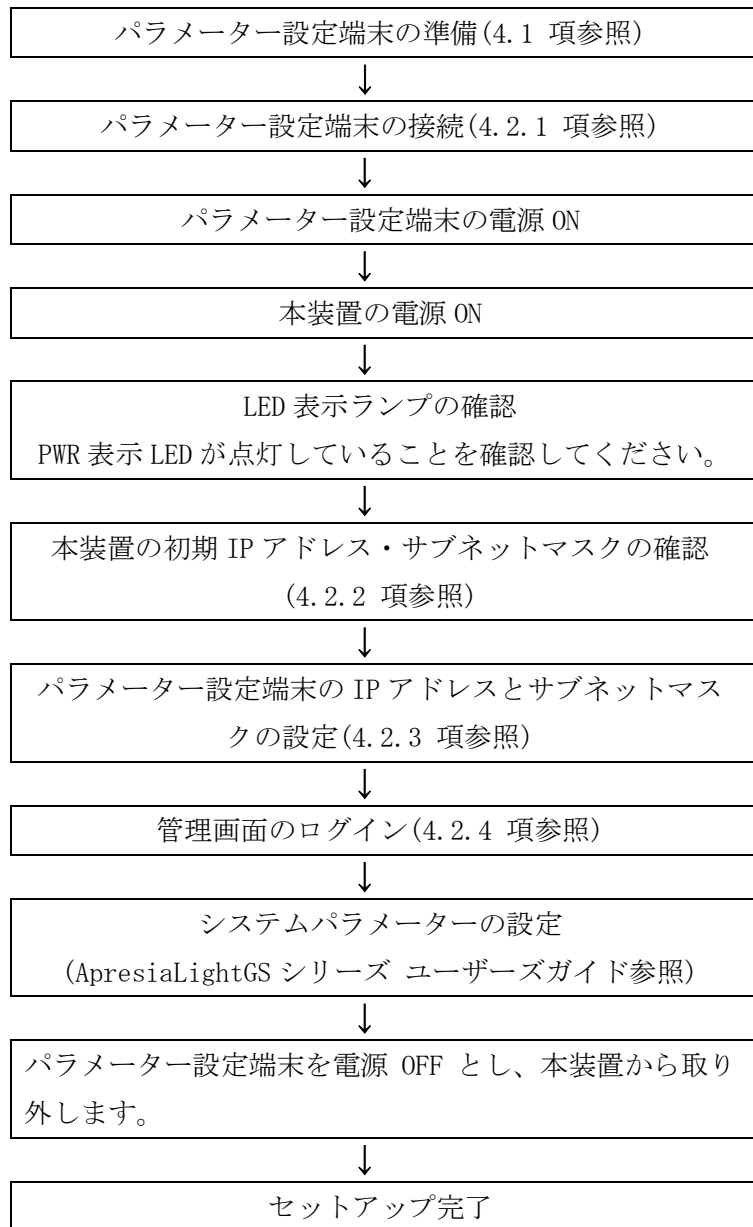 パラメーター設定端末の準備(4.1 項参照)
↓
パラメーター設定端末の接続(4.2.1 項参照)
↓
パラメーター設定端末の電源 ON
↓
本装置の電源 ON
↓
LED 表示ランプの確認
PWR 表示 LED が点灯していることを確認してください。
↓
本装置の初期 IP アドレス・サブネットマスクの確認
(4.2.2 項参照)
↓
パラメーター設定端末の IP アドレスとサブネットマス
クの設定(4.2.3 項参照)
↓
管理画面のログイン(4.2.4 項参照)
↓
システムパラメーターの設定
(ApresiaLightGS シリーズ ユーザーズガイド参照)
↓
パラメーター設定端末を電源 OFF とし、本装置から取り
外します。
↓
セットアップ完了